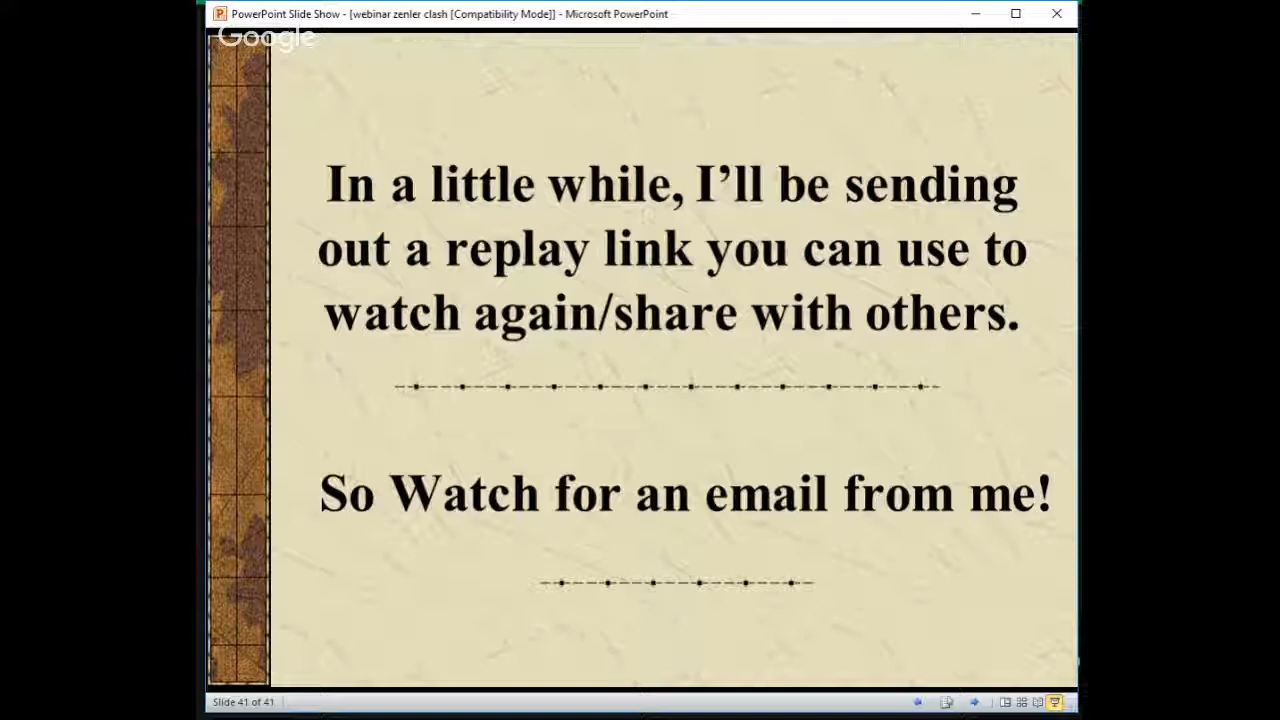 PowerPoint Slide Show - [webinar zenler clash [Compatibility Mode]] - Microsoft PowerPoint
Google
In a little while, I’ll be sending
out a replay link you can use to
watch again/share with others.
So Watch for an email from me!
Slide 41 of 41